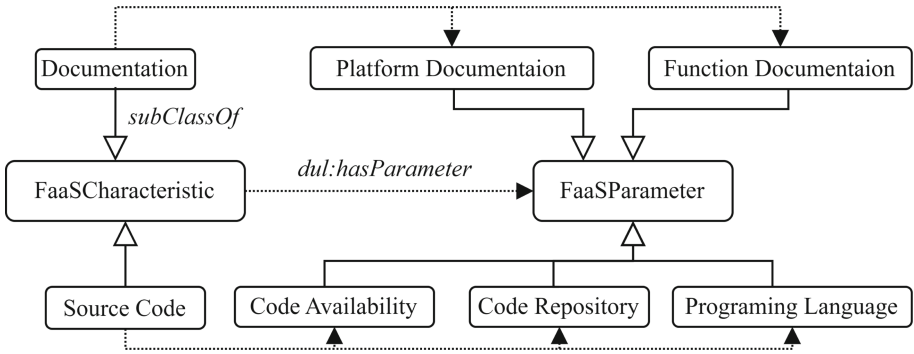 Documentation
Platform Documentaion
Function Documentaion
subClassOf
FaaSCharacteristic
dul:hasParameter
FaaSParameter
Source Code
Code Availability
Code Repository
Programing Language